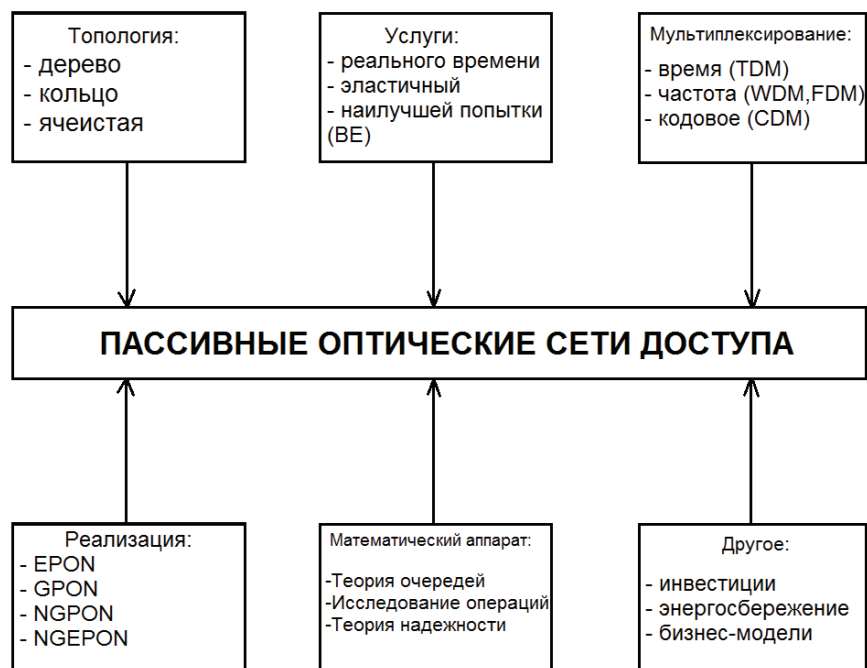 Топология:
- дерево
- кольцо
- ячеистая
Услуги:
- реального времени
- эластичный
- наилучшей попытки
(BE)
Мультиплексирование:
- время (TDM)
- частота (WDM,FDM)
- кодовое (CDM)
ПАССИВНЫЕ ОПТИЧЕСКИЕ СЕТИ ДОСТУПА
Реализация:
- EPON
- GPON
- NGPON
- NGEPON
Математический аппарат:
-Теория очередей
-Исследование операций
-Теория надежности
Другое:
- инвестиции
- энергосбережение
- бизнес-модели